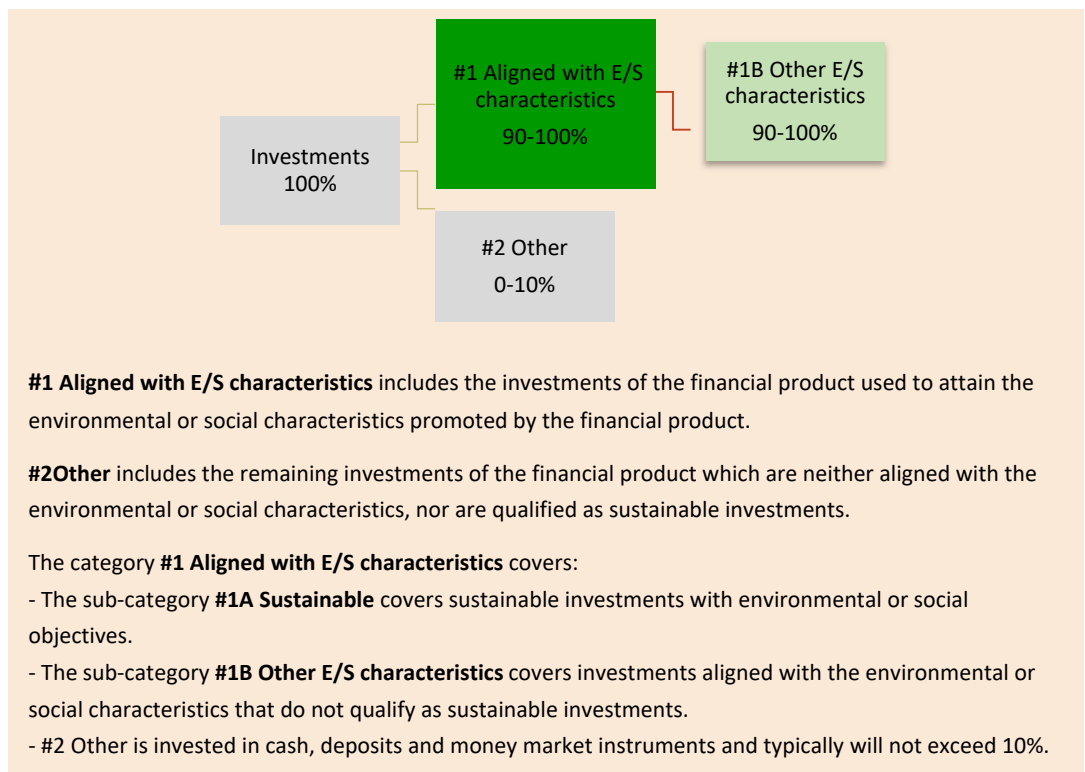 #1 Aligned with E/S
characteristics
90-100%
#1B Other E/S
characteristics
90-100%
Investments
100%
#2 Other
0-10%
#1 Aligned with E/S characteristics includes the investments of the financial product used to attain the
environmental or social characteristics promoted by the financial product.
#2Other includes the remaining investments of the financial product which are neither aligned with the
environmental or social characteristics, nor are qualified as sustainable investments.
The category #1 Aligned with E/S characteristics covers:
- The sub-category #1A Sustainable covers sustainable investments with environmental or social
objectives.
- The sub-category #1B Other E/S characteristics covers investments aligned with the environmental or
social characteristics that do not qualify as sustainable investments.
- #2 Other is invested in cash, deposits and money market instruments and typically will not exceed 10%.